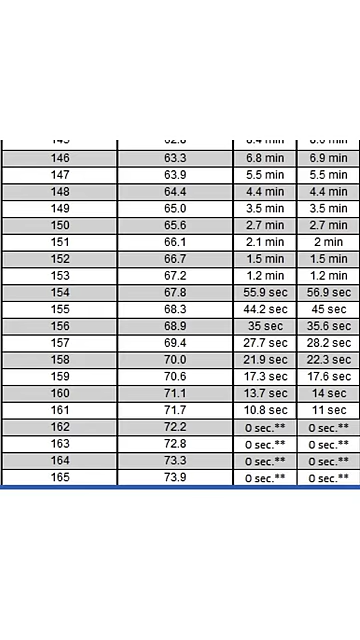 146 63.3 6.8 min 6.9 min
147 63.9 5.5 min 5.5 min
148 64.4 4.4 min 4.4 min
149 65.0 3.5 min 3.5 min
150 65.6 2.7 min 2.7 min
151 66.1 2.1 min 2 min
152 66.7 1.5 min 1.5 min
153 67.2 1.2 min 1.2 min
154 67.8 55.9 sec 56.9 sec
155 68.3 44.2 sec 45 sec
156 68.9 35 sec 35.6 sec
157 69.4 27.7 sec 28.2 sec
158 70.0 21.9 sec 22.3 sec
159 70.6 17.3 sec 17.6 sec
160 71.1 13.7 sec 14 sec
161 71.7 10.8 sec 11 sec
162 72.2 0 sec.** 0 sec.**
163 72.8 0 sec.** 0 sec.**
164 73.3 0 sec.** 0 sec.**
165 73.9 0 sec.** 0 sec.**